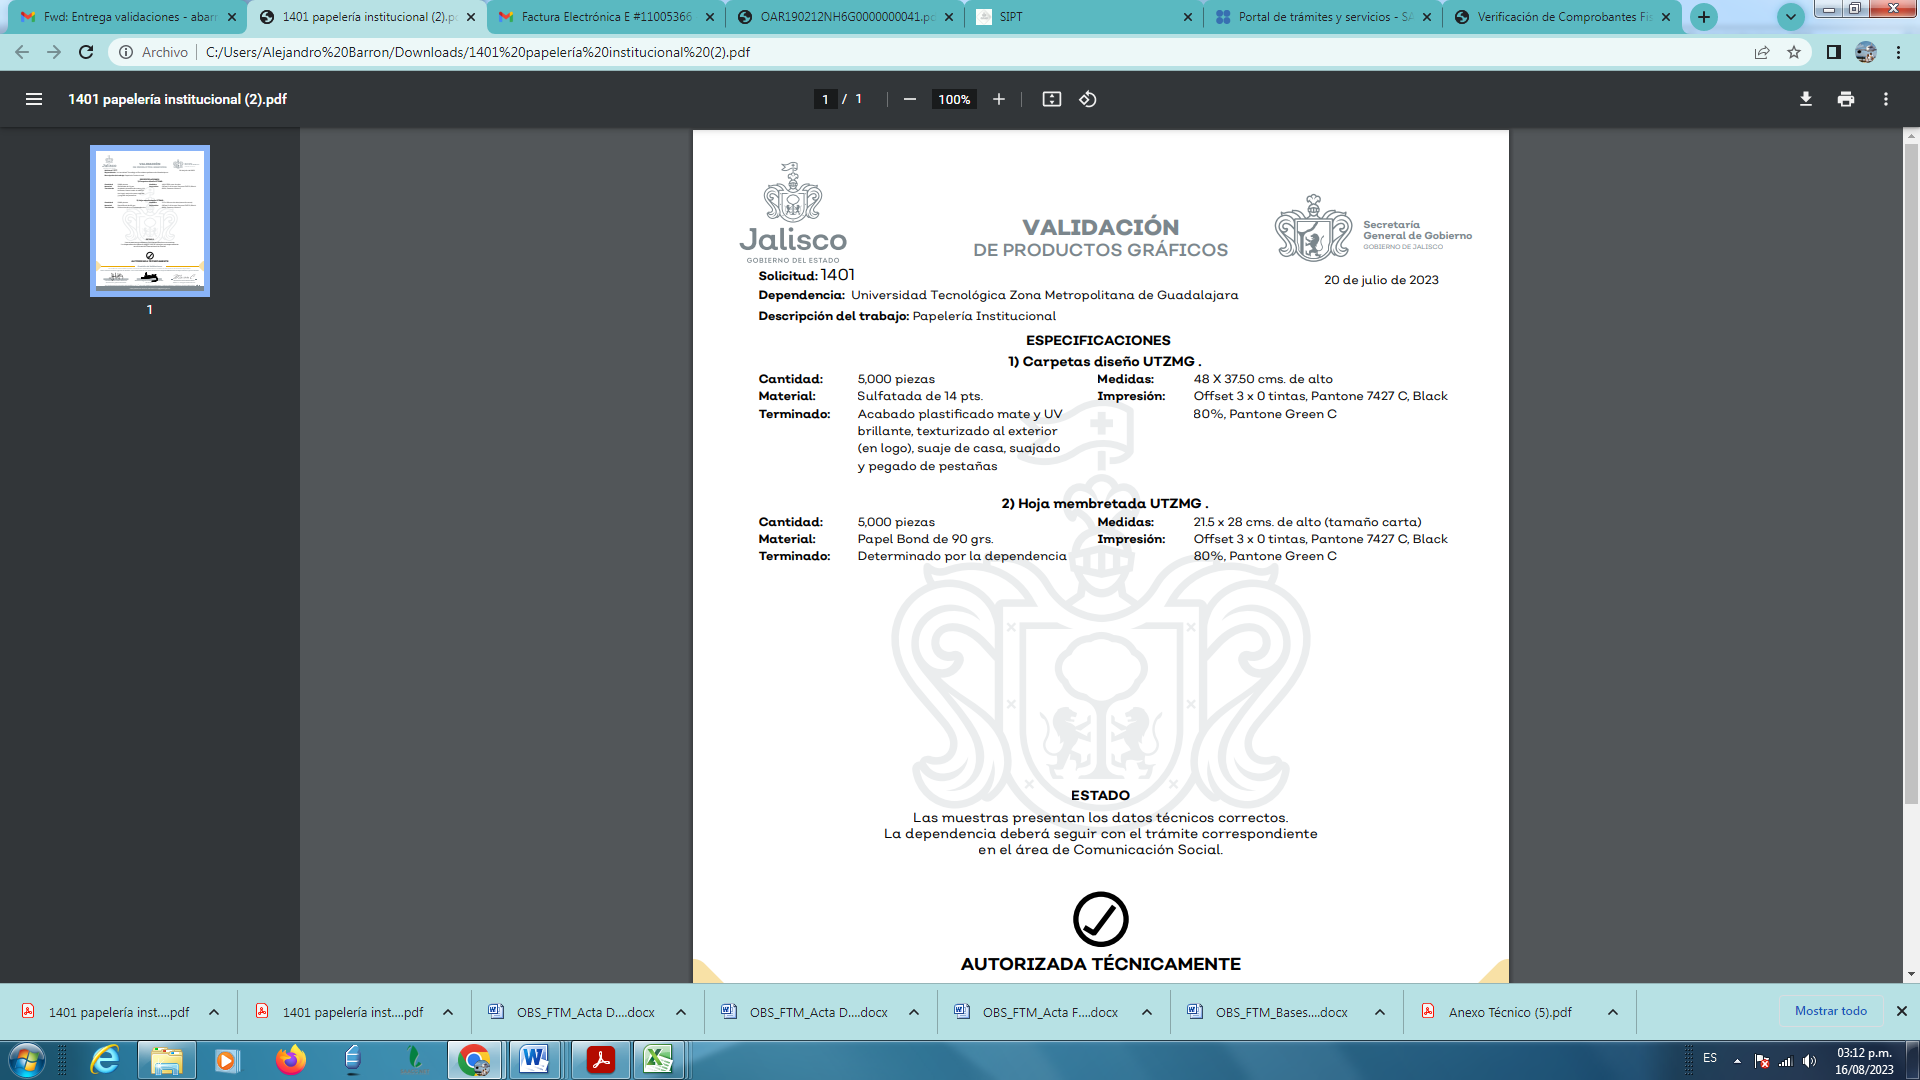 Fwd: Entrega validaciones - abarr
1401 papelería institucional (2).pd
Factura Electrónica E #11005366
OAR190212NH6G0000000041.pd
SIPT
Portal de trámites y servicios - SA
Verificación de Comprobantes Fis
Archivo
C:/Users/Alejandro%20Barron/Downloads/1401%20papelería%20institucional%20(2).pdf
1401 papelería institucional (2).pdf
1 / 1
100%
1
Jalisco
GOBIERNO DEL ESTADO
VALIDACIÓN
DE PRODUCTOS GRÁFICOS
Secretaría
General de Gobierno
GOBIERNO DE JALISCO
Solicitud: 1401
20 de julio de 2023
Dependencia: Universidad Tecnológica Zona Metropolitana de Guadalajara
Descripción del trabajo: Papelería Institucional
ESPECIFICACIONES
1) Carpetas diseño UTZMG .
Cantidad: 5,000 piezas Medidas: 48 X 37.50 cms. de alto
Material: Sulfatada de 14 pts. Impresión: Offset 3 x 0 tintas, Pantone 7427 C, Black
Terminado: Acabado plastificado mate y UV 80%, Pantone Green C
brillante, texturizado al exterior
(en logo), suaje de casa, suajado
y pegado de pestañas
2) Hoja membretada UTZMG .
Cantidad: 5,000 piezas Medidas: 21.5 x 28 cms. de alto (tamaño carta)
Material: Papel Bond de 90 grs. Impresión: Offset 3 x 0 tintas, Pantone 7427 C, Black
Terminado: Determinado por la dependencia 80%, Pantone Green C
ESTADO
Las muestras presentan los datos técnicos correctos.
La dependencia deberá seguir con el trámite correspondiente
en el área de Comunicación Social.
AUTORIZADA TÉCNICAMENTE
1401 papelería inst....pdf
1401 papelería inst....pdf
OBS_FTM_Acta D....docx
OBS_FTM_Acta D....docx
OBS_FTM_Acta F....docx
OBS_FTM_Bases....docx
Anexo Técnico (5).pdf
Mostrar todo
ES
03:12 p.m.
16/08/2023